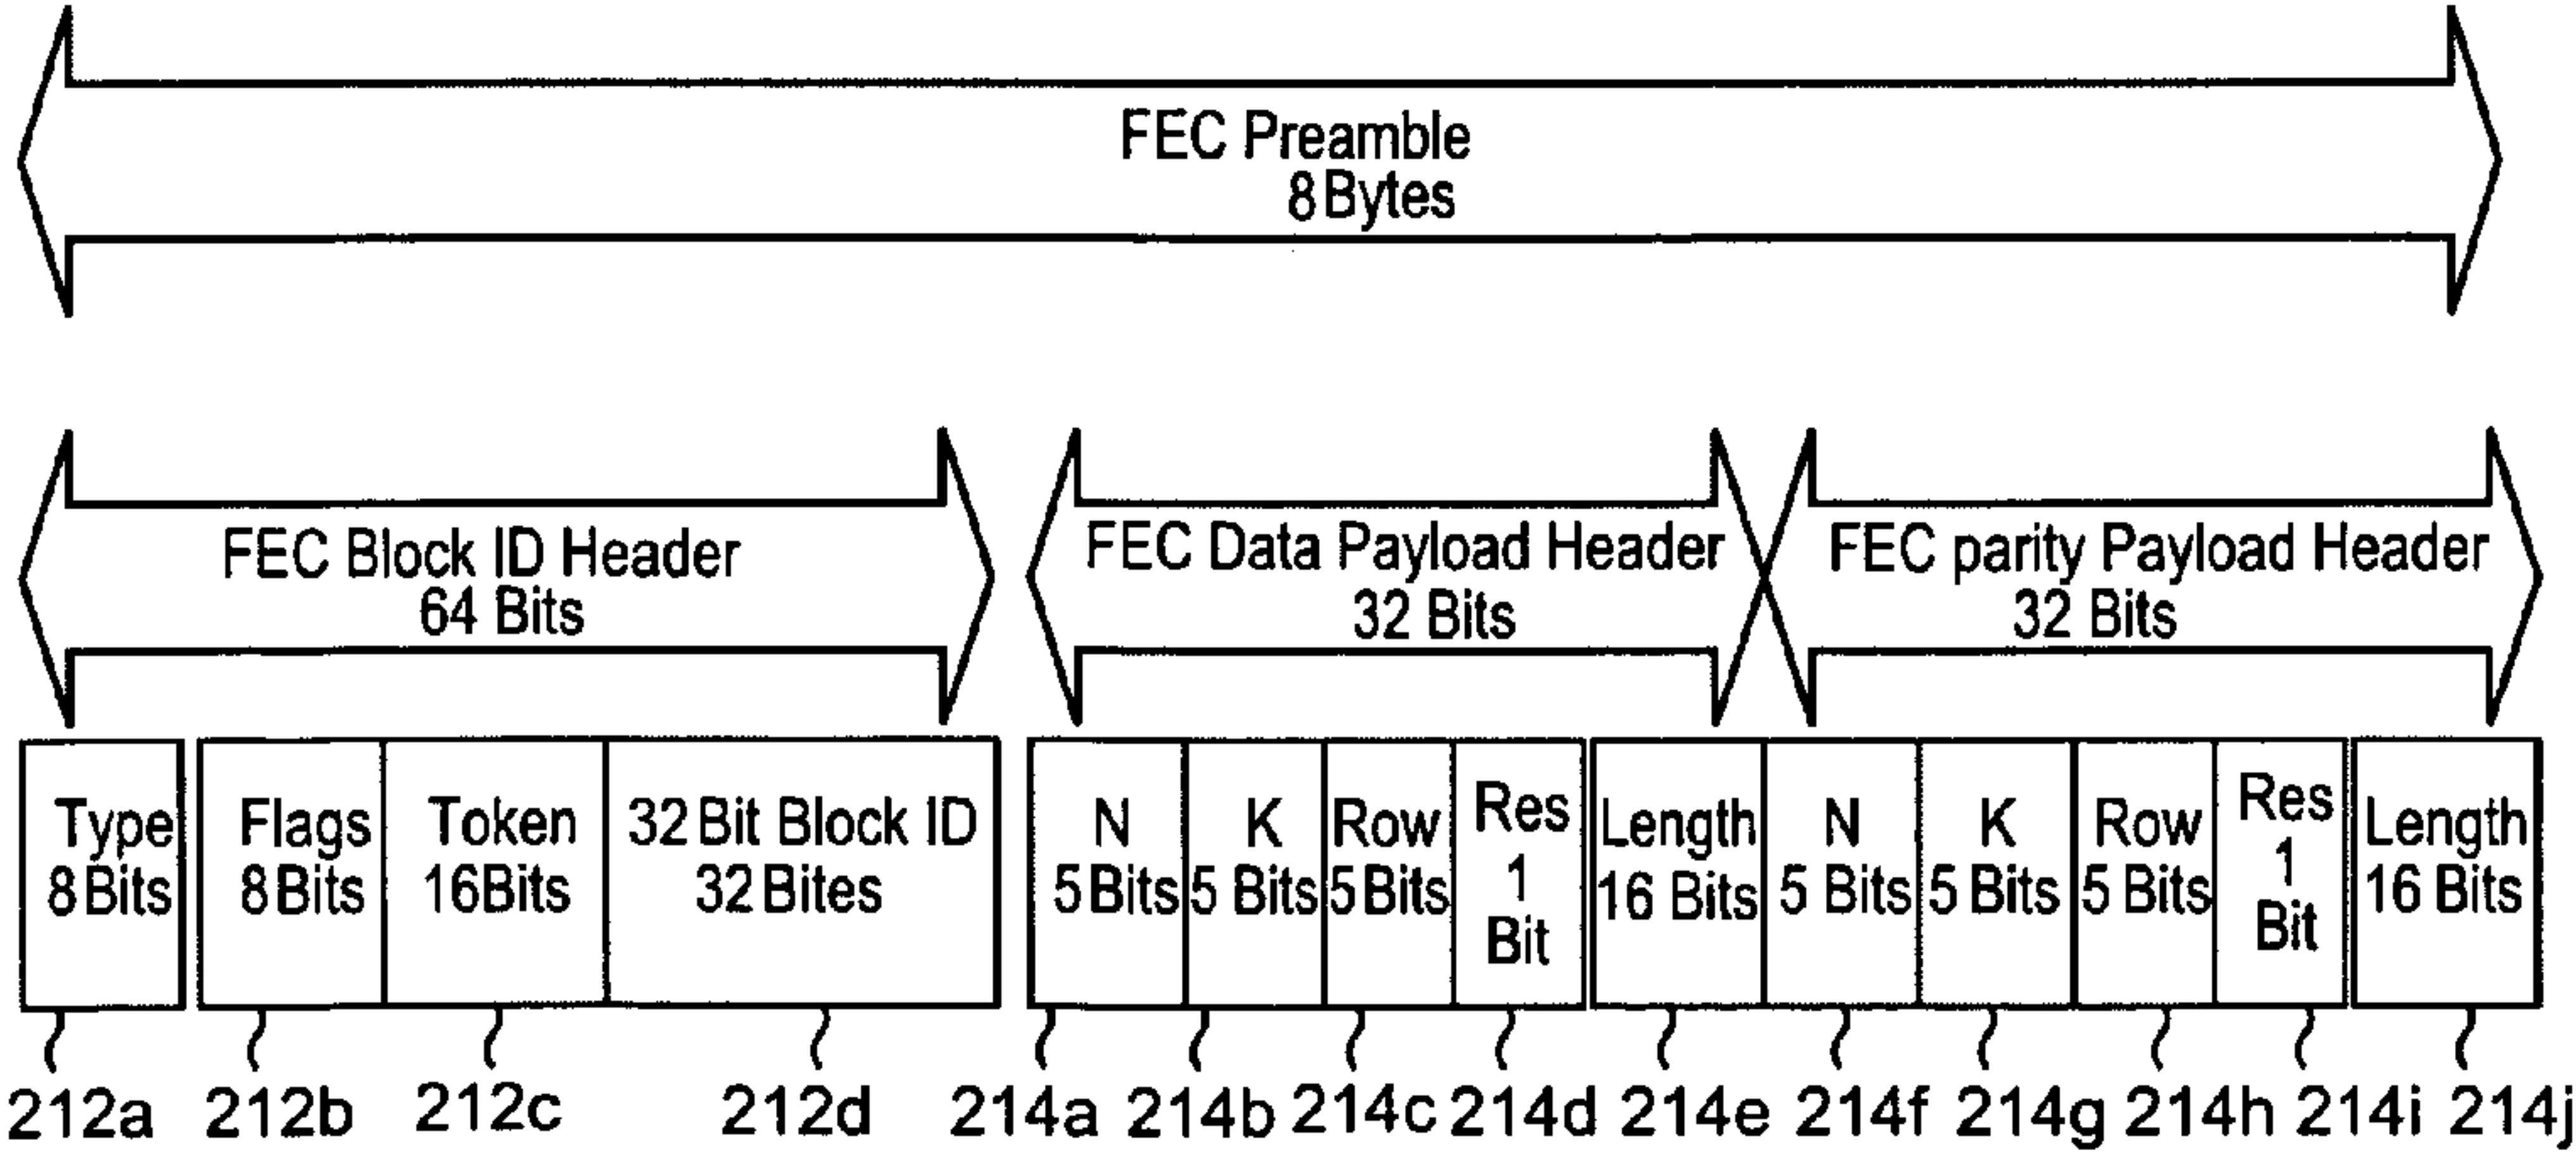 FEC Preamble
8 Bytes
FEC Block ID Header
64 Bits
FEC Data Payload Header
32 Bits
FEC parity Payload Header
32 Bits
Type
8 Bits
Flags
8 Bits
Token
16 Bits
32 Bit Block ID
32 Bites
N
5 Bits
K
5 Bits
Row
5 Bits
Res
1
Bit
Length
16 Bits
N
5 Bits
K
5 Bits
Row
5 Bits
Res
1
Bit
Length
16 Bits
212a 212b 212c 212d 214a 214b 214c 214d 214e 214f 214g 214h 214i 214j